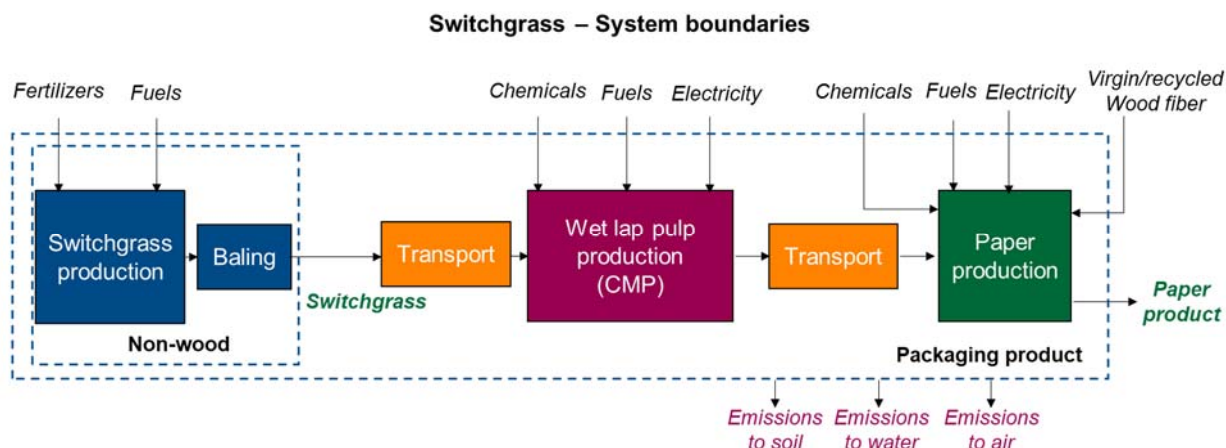 Switchgrass – System boundaries
Fertilizers
Fuels
Chemicals
Fuels
Electricity
Chemicals
Fuels
Electricity
Virgin/recycled
Wood fiber
Switchgrass
production
Baling
Transport
Wet lap pulp
production
(CMP)
Transport
Paper
production
Switchgrass
Non-wood
Paper
product
Packaging product
Emissions
to soil
Emissions
to water
Emissions
to air